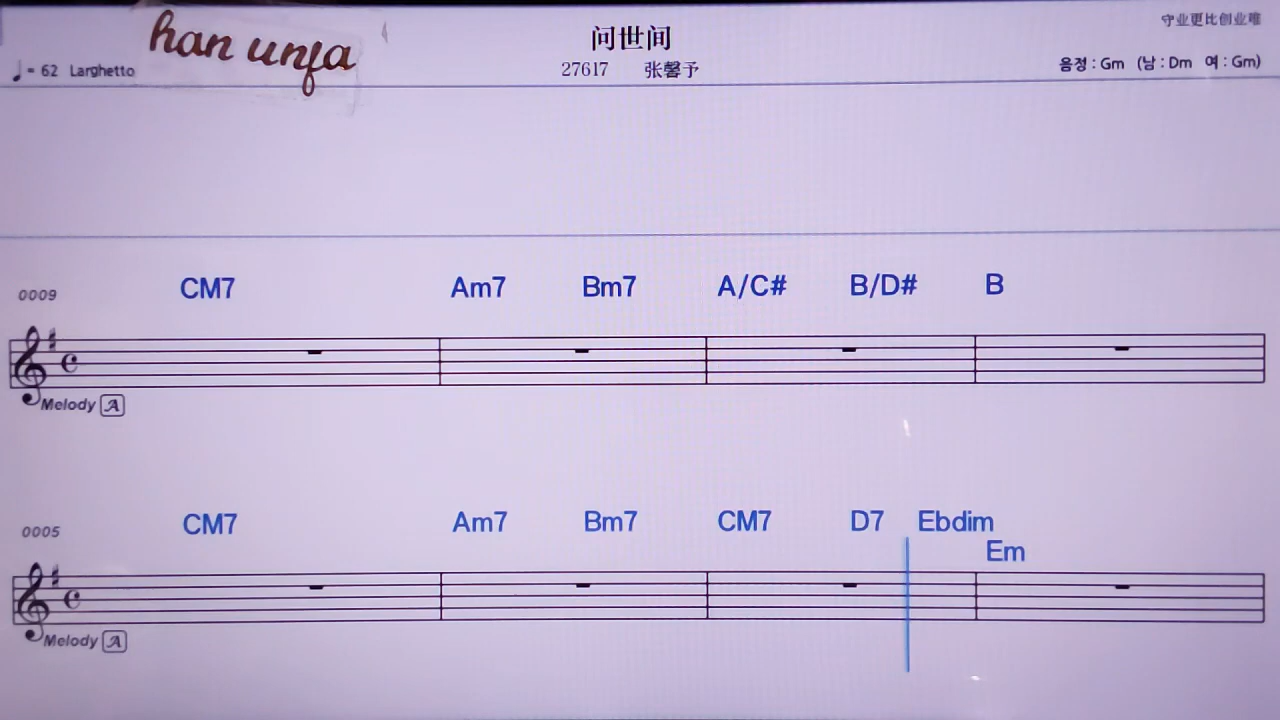 han unfa
问世间
守业更比创业难
♩= 62 Larghetto
27617 张馨予
음정 : Gm (남 : Dm 여 : Gm)
0009 CM7 Am7 Bm7 A/C# B/D# B
Melody A
0005 CM7 Am7 Bm7 CM7 D7 Ebdim
Em
Melody A